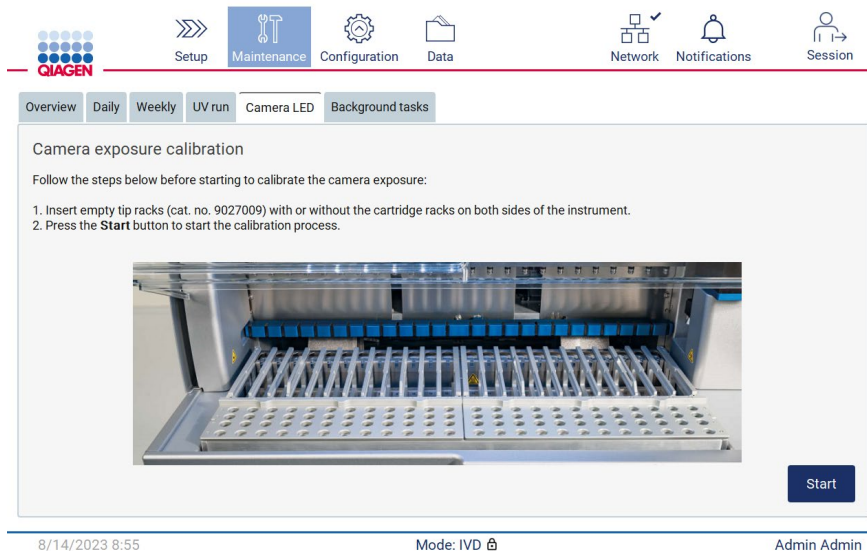 QIAGEN
Setup
Maintenance
Configuration
Data
Network
Notifications
Session
Overview
Daily
Weekly
UV run
Camera LED
Background tasks
Camera exposure calibration
Follow the steps below before starting to calibrate the camera exposure:
1. Insert empty tip racks (cat. no. 9027009) with or without the cartridge racks on both sides of the instrument.
2. Press the Start button to start the calibration process.
Start
8/14/2023 8:55
Mode: IVD
Admin Admin